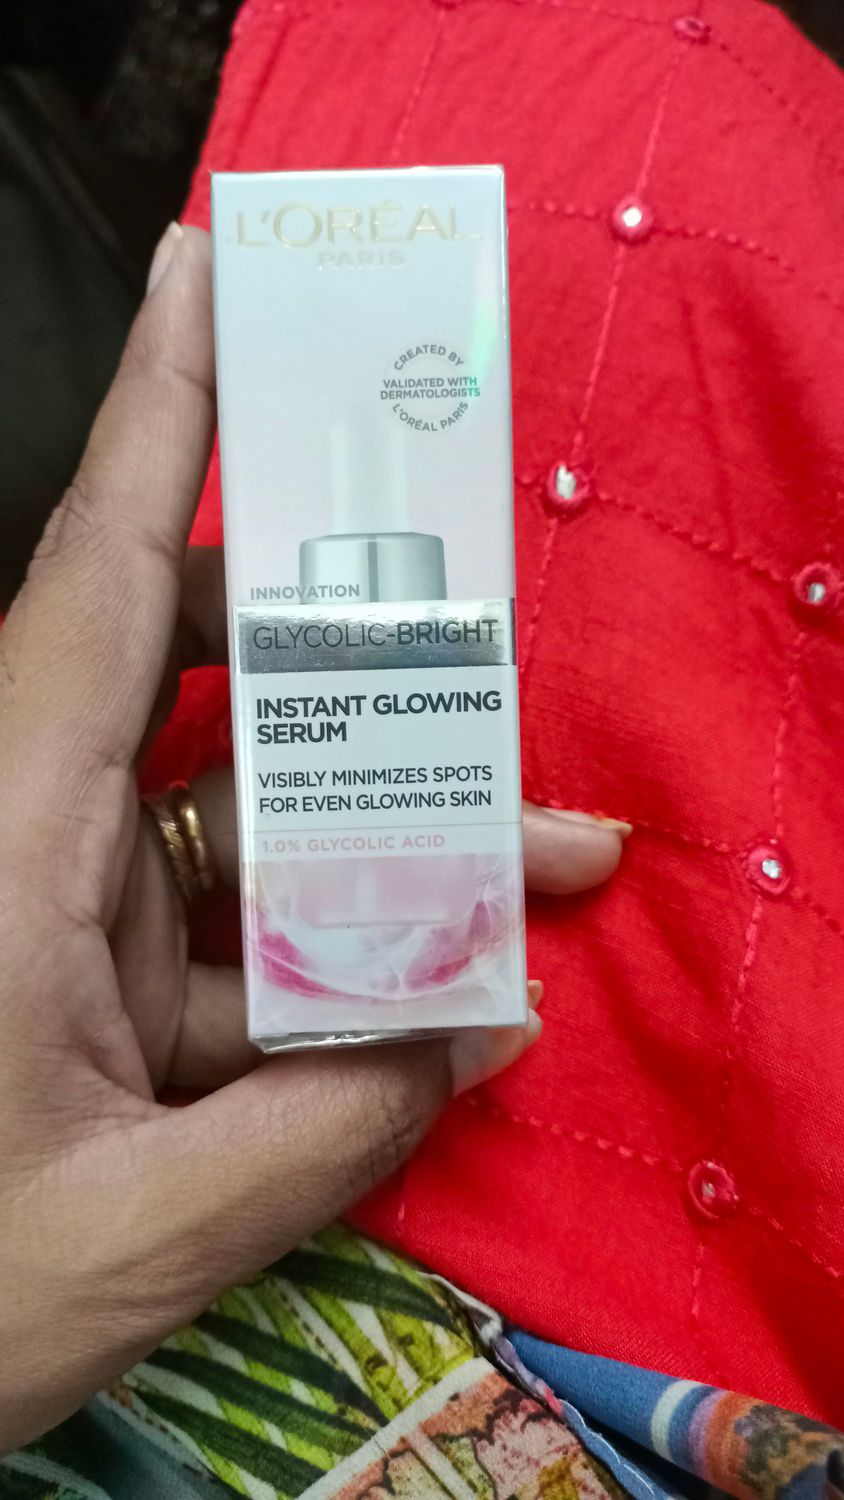 L'ORÉAL
PARIS
CREATED BY
VALIDATED WITH
DERMATOLOGISTS
L'ORÉAL PARIS
INNOVATION
GLYCOLIC-BRIGHT
INSTANT GLOWING
SERUM
VISIBLY MINIMIZES SPOTS
FOR EVEN GLOWING SKIN
1.0% GLYCOLIC ACID